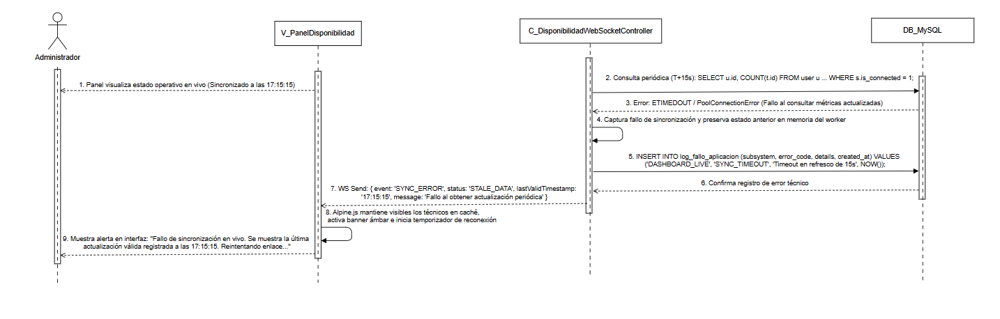 Administrador
V_PanelDisponibilidad
C_DisponibilidadWebSocketController
DB_MySQL
1. Panel visualiza estado operativo en vivo (Sincronizado a las 17:15:15)
2. Consulta periódica (T+15s): SELECT u.id, COUNT(t.id) FROM user u ... WHERE s.is_connected = 1;
3. Error: ETIMEDOUT / PoolConnectionError (Fallo al consultar métricas actualizadas)
4. Captura fallo de sincronización y preserva estado anterior en memoria del worker
5. INSERT INTO log_fallo_aplicacion (subsystem, error_code, details, created_at) VALUES
('DASHBOARD_LIVE', 'SYNC_TIMEOUT', 'Timeout en refresco de 15s', NOW());
6. Confirma registro de error técnico
7. WS Send: { event: 'SYNC_ERROR', status: 'STALE_DATA', lastValidTimestamp:
'17:15:15', message: 'Fallo al obtener actualización periódica' }
8. Alpine.js mantiene visibles los técnicos en caché,
activa banner ámbar e inicia temporizador de reconexión
9. Muestra alerta en interfaz: "Fallo de sincronización en vivo. Se muestra la última
actualización válida registrada a las 17:15:15. Reintentando enlace..."